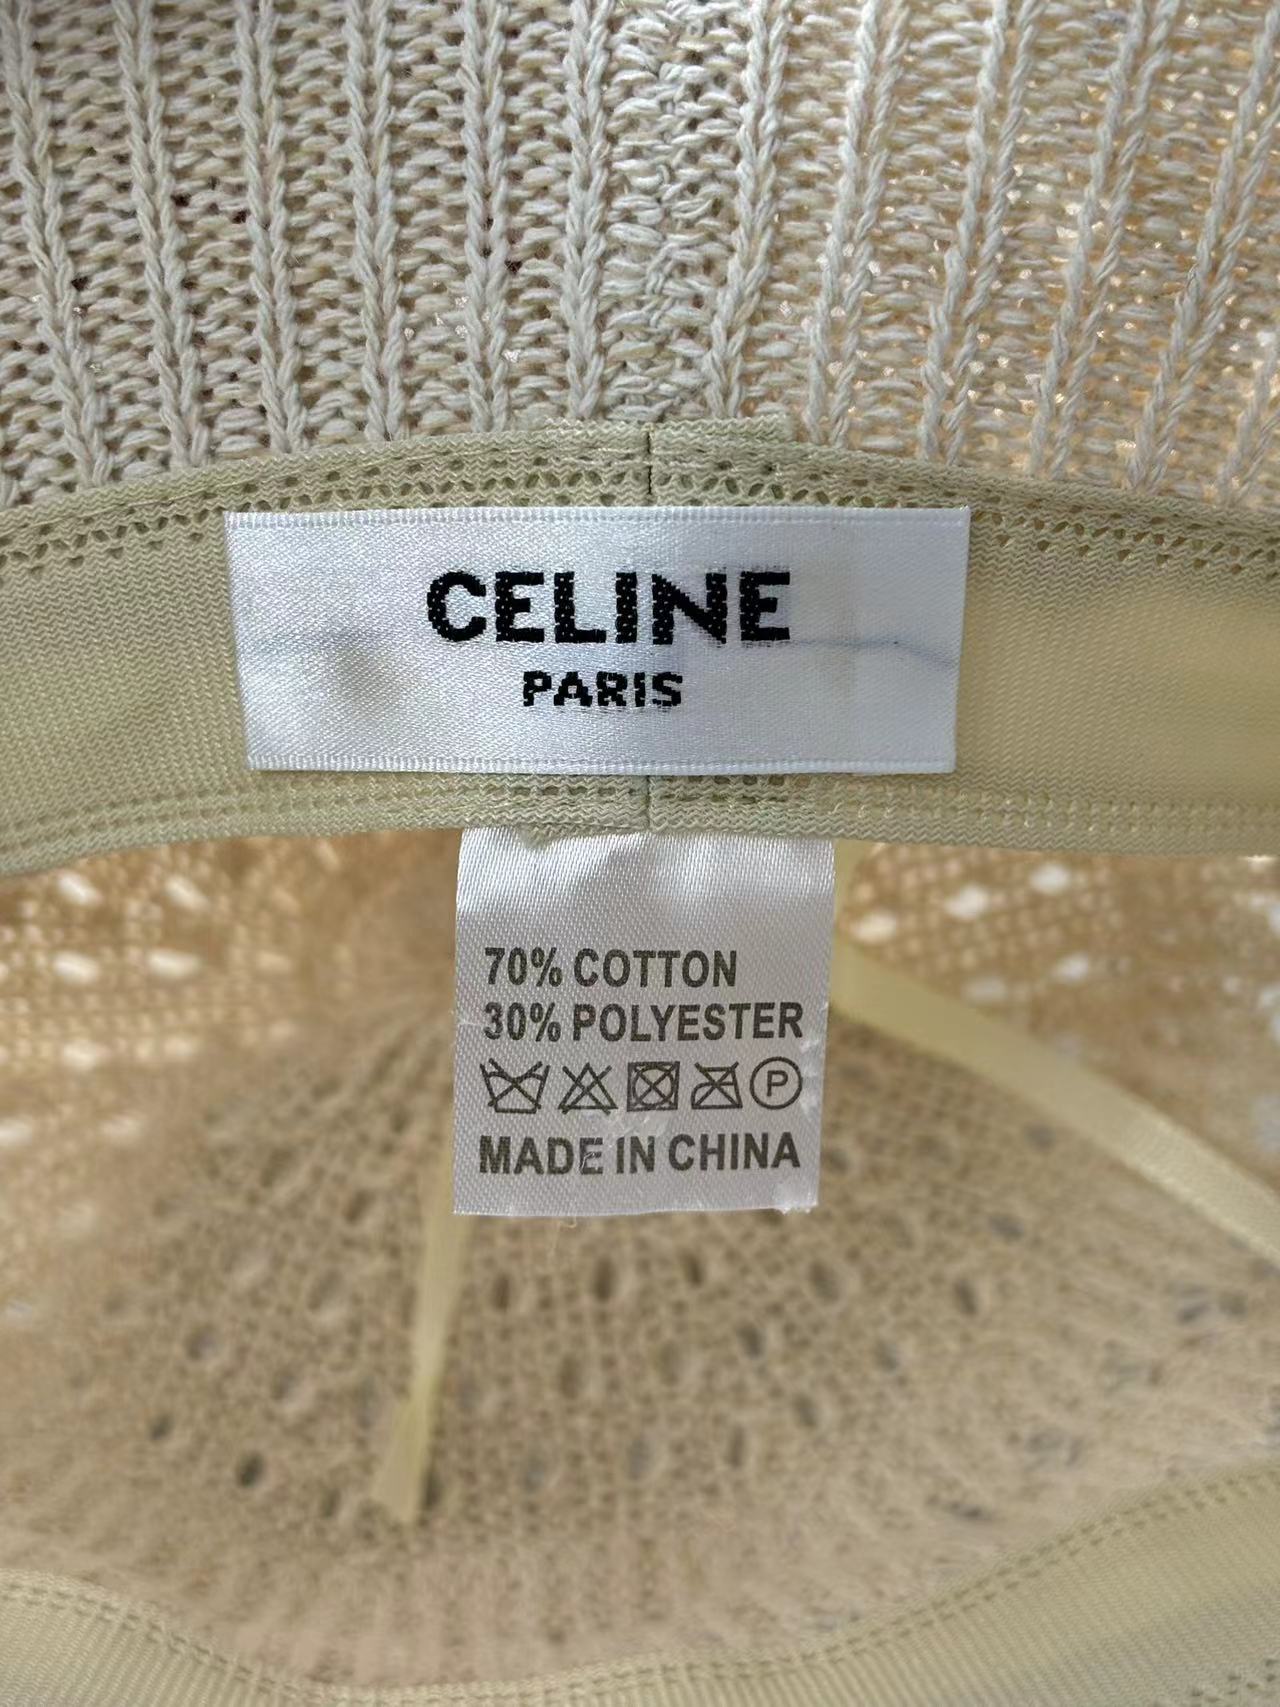 CELINE
PARIS
70% COTTON
30% POLYESTER
P
MADE IN CHINA